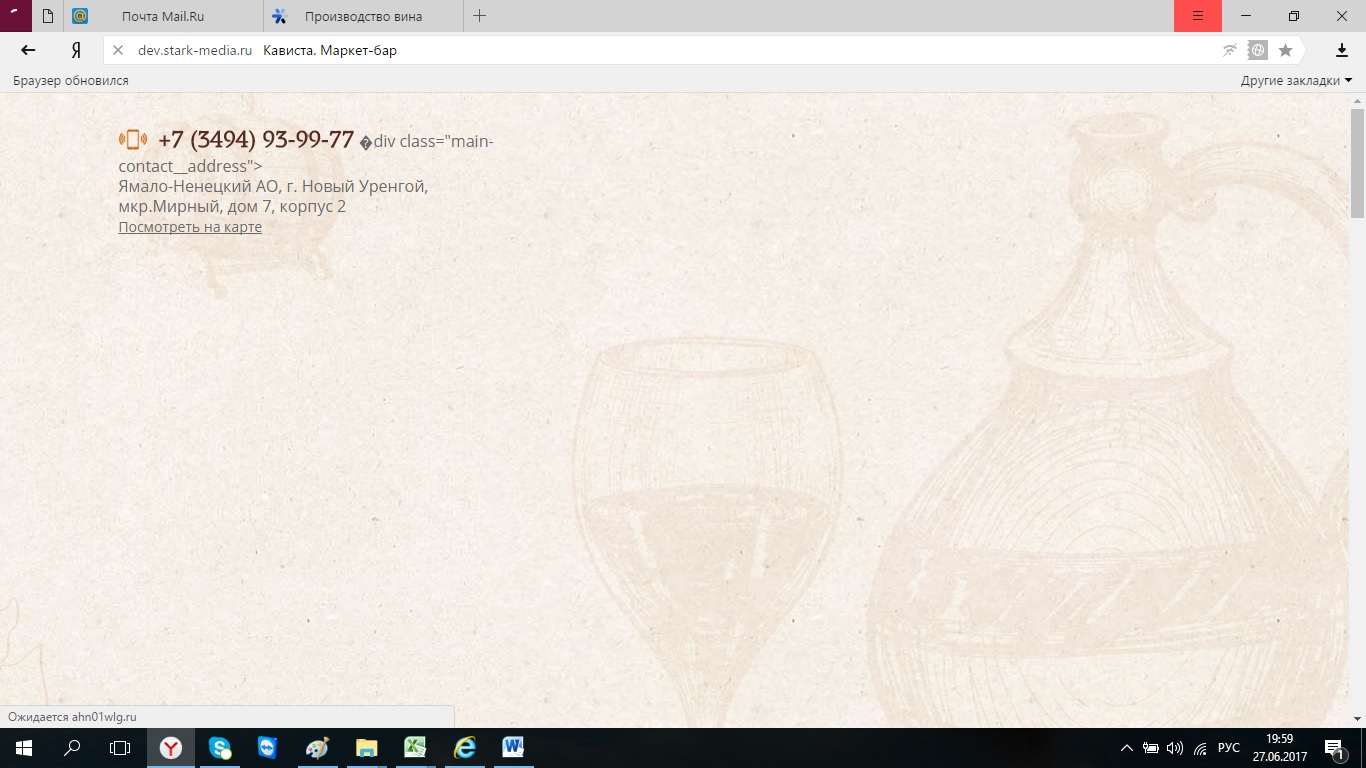 Почта Mail.Ru
Производство вина
Я
dev.stark-media.ru Кависта. Маркет-бар
Браузер обновился
Другие закладки
+7 (3494) 93-99-77 �div class="main-
contact__address">
Ямало-Ненецкий АО, г. Новый Уренгой,
мкр.Мирный, дом 7, корпус 2
Посмотреть на карте
Ожидается ahn01wlg.ru
РУС
19:59
27.06.2017
1